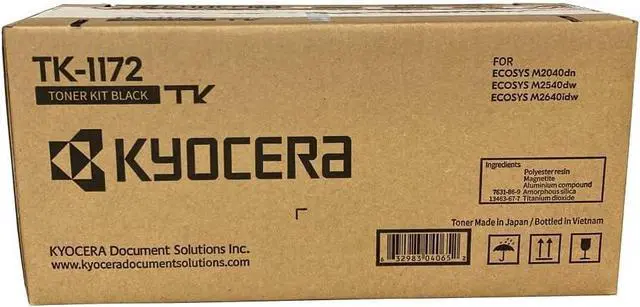 TK-1172
TONER KIT BLACK TK
KYOCERa
FOR
ECOSYS M2040dn
ECOSYS M2540dw
ECOSYS M2640idw
Ingredients
Polyester resin
Magnetite
Aluminium compound
7631-86-9 Amorphous silica
13463-67-7 Titanium dioxide
Toner Made in Japan / Bottled in Vietnam
KYOCERA Document Solutions Inc.
www.kyoceradocumentsolutions.com
6 32983 04065 2